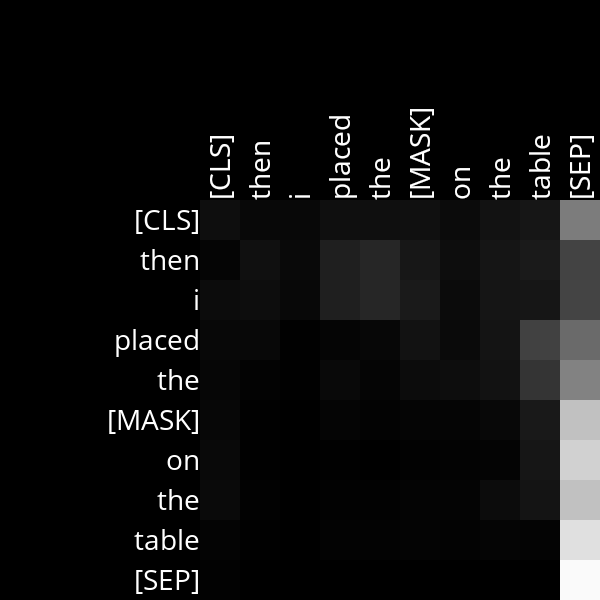 [CLS] then i placed the [MASK] on the table [SEP]
[CLS]
then
i
placed
the
[MASK]
on
the
table
[SEP]